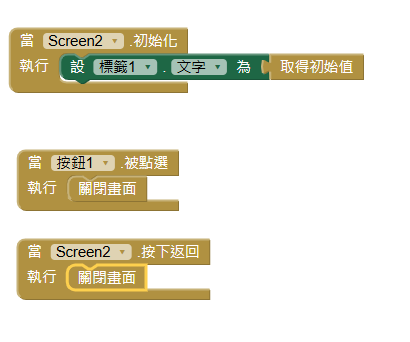 當 Screen2 .初始化
執行 設 標籤1 . 文字 為 取得初始值
當 按鈕1 .被點選
執行 關閉畫面
當 Screen2 .按下返回
執行 關閉畫面